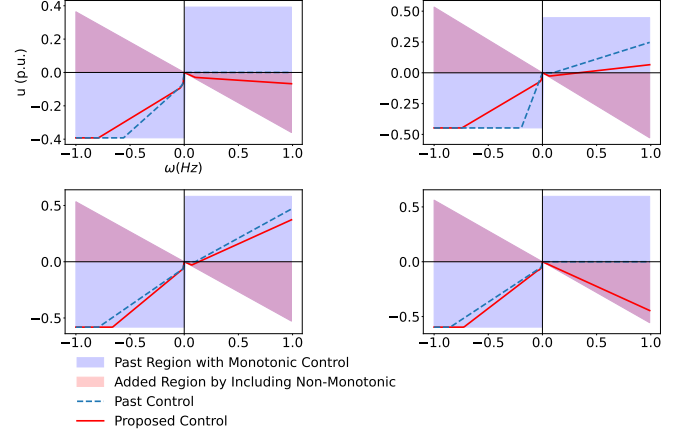 0.4
0.2
0.0
−0.2
−0.4
u (p.u.)
−1.0 −0.5 0.0 0.5 1.0
ω(Hz)
0.50
0.25
0.00
−0.25
−0.50
−1.0 −0.5 0.0 0.5 1.0
0.5
0.0
−0.5
−1.0 −0.5 0.0 0.5 1.0
0.5
0.0
−0.5
−1.0 −0.5 0.0 0.5 1.0
Past Region with Monotonic Control
Added Region by Including Non-Monotonic
Past Control
Proposed Control